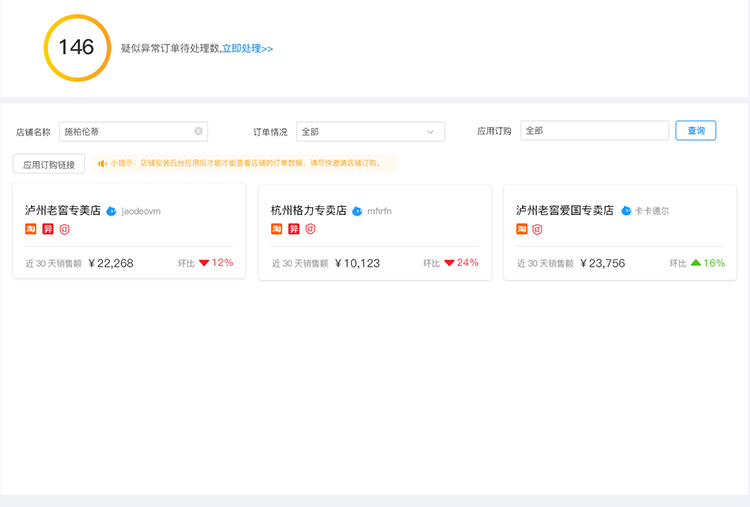 146
疑似异常订单待处理数,立即处理>>
店铺名称 施柏伦蒂 订单情况 全部 应用订购 全部 查询
应用订购链接 小提示：店铺安装后台应用后才能才能查看店铺的订单数据，请尽快邀请店铺订购。
泸州老窖专美店 jaodeovm
淘 异
近 30 天销售额 ¥22,268 环比 12%
杭州格力专卖店 mfirfn
淘 异
近 30 天销售额 ¥10,123 环比 24%
泸州老窖爱国专卖店 卡卡德尔
淘
近 30 天销售额 ¥23,756 环比 16%